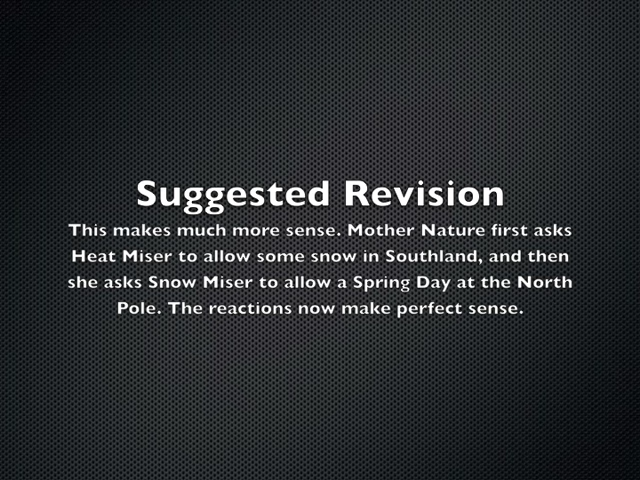 Suggested Revision
This makes much more sense. Mother Nature first asks
Heat Miser to allow some snow in Southland, and then
she asks Snow Miser to allow a Spring Day at the North
Pole. The reactions now make perfect sense.